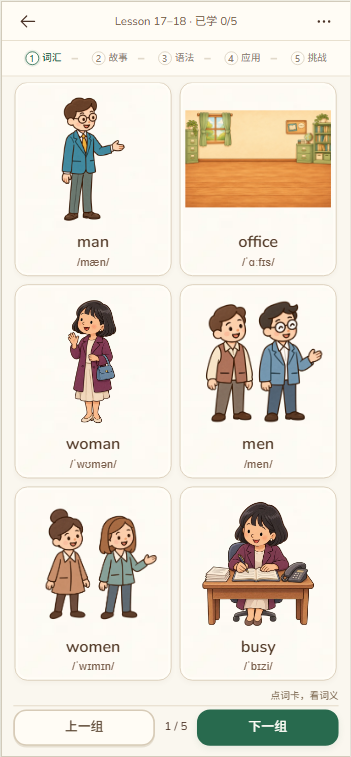 Lesson 17–18 · 已学 0/5
1 词汇 – 2 故事 – 3 语法 – 4 应用 – 5 挑战
man
/mæn/
office
/ˈɑːfɪs/
woman
/ˈwʊmən/
men
/men/
women
/ˈwɪmɪn/
busy
/ˈbɪzi/
点词卡，看词义
上一组 1 / 5 下一组